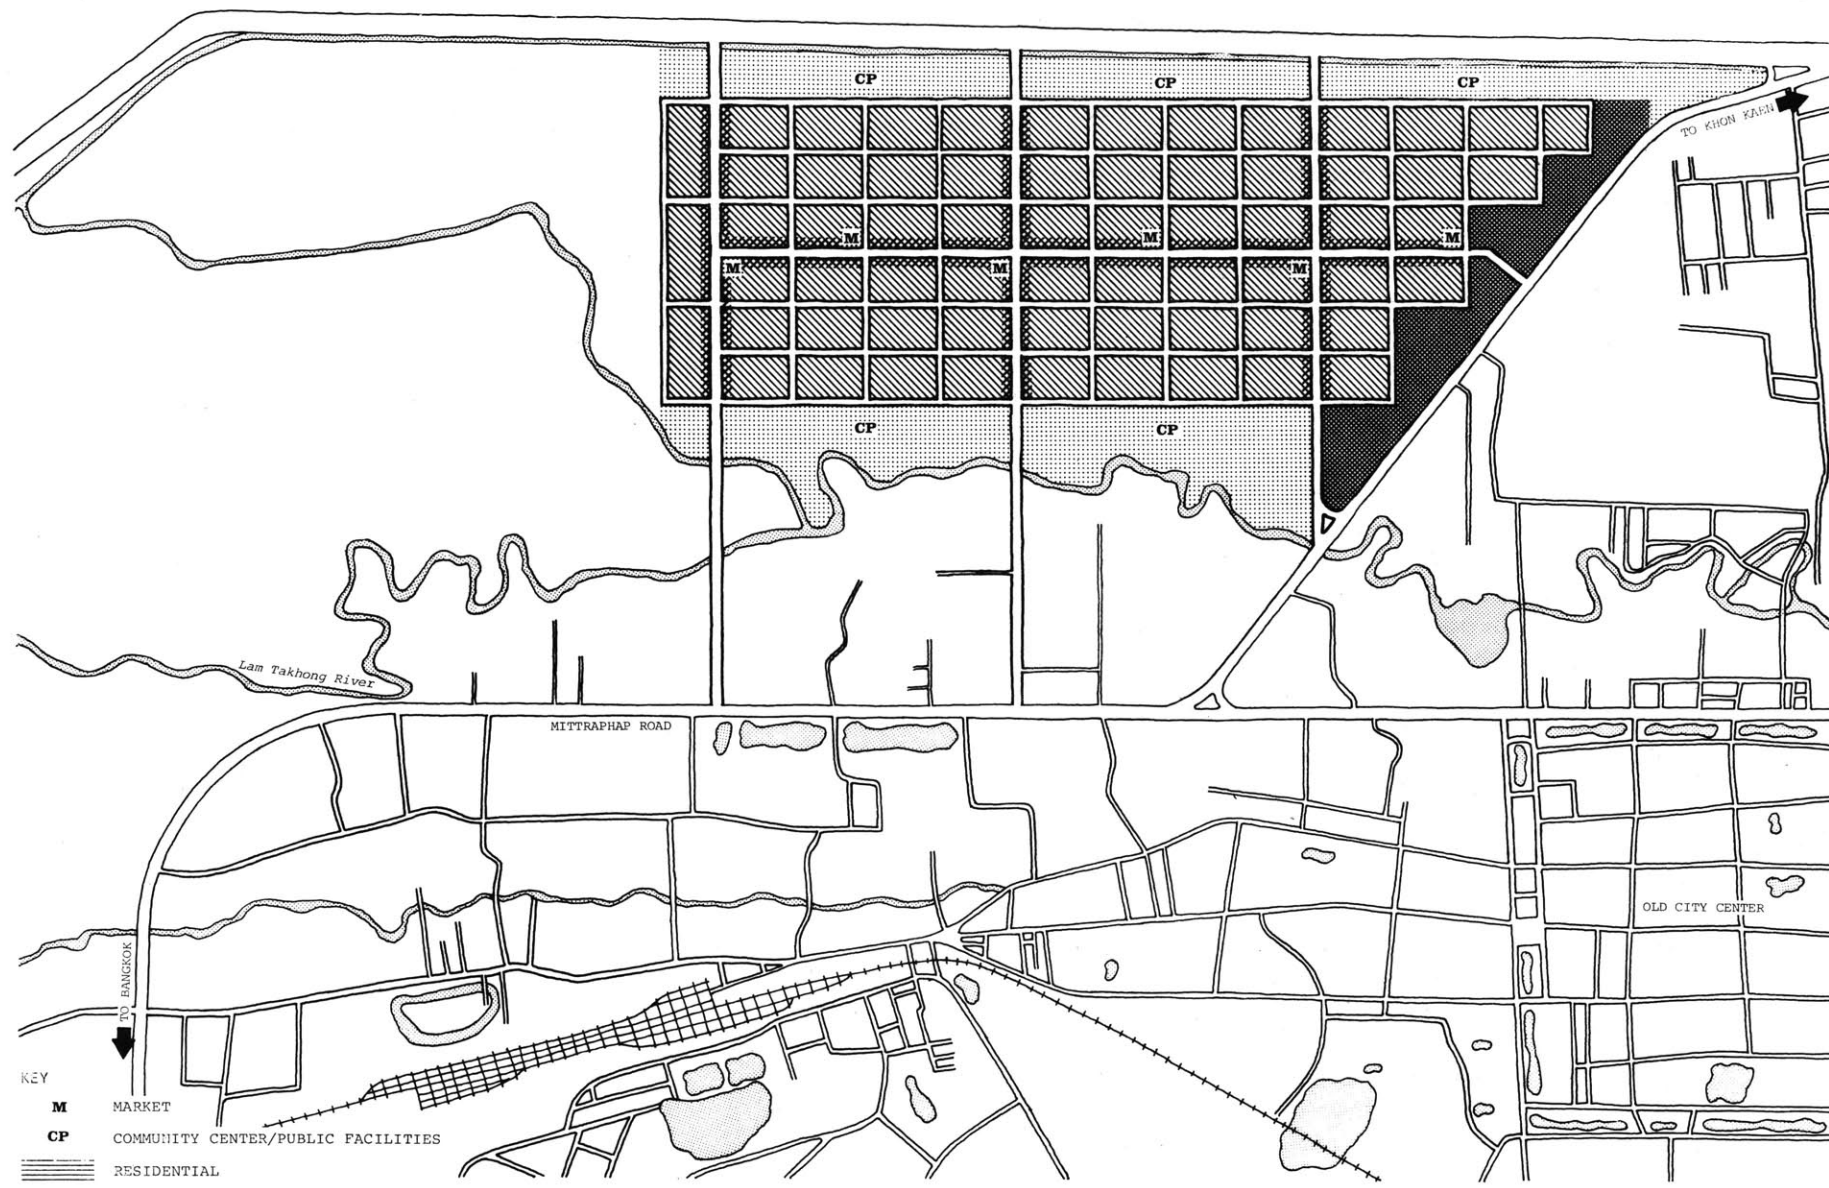 CP
CP
CP
TO KHON KAEN
M
M
M
M
M
M
CP
CP
Lam Takhong River
MITTRAPHAP ROAD
OLD CITY CENTER
TO BANGKOK
KEY
M MARKET
CP COMMUNITY CENTER/PUBLIC FACILITIES
RESIDENTIAL